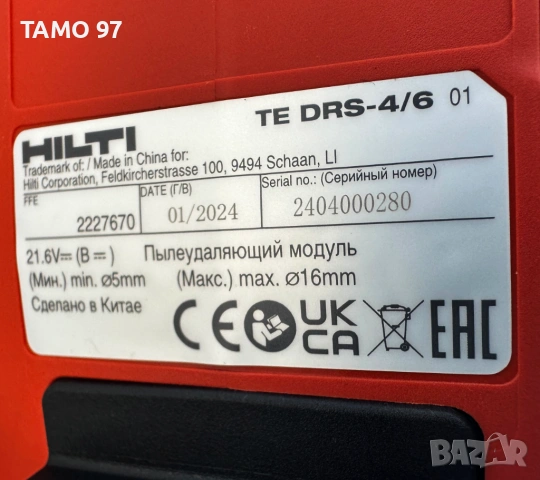 TAMO 97
TE DRS-4/6 01
HILTI
Trademark of: / Made in China for:
Hilti Corporation, Feldkircherstrasse 100, 9494 Schaan, LI
FFE
2227670
DATE (Г/В)
01/2024
Serial no.: (Серийный номер)
2404000280
21.6V⎓ (В⎓) Пылеудаляющий модуль
(Мин.) min. ⌀5mm (Макс.) max. ⌀16mm
Сделано в Китае
CE UK CA EAC
BAZAR